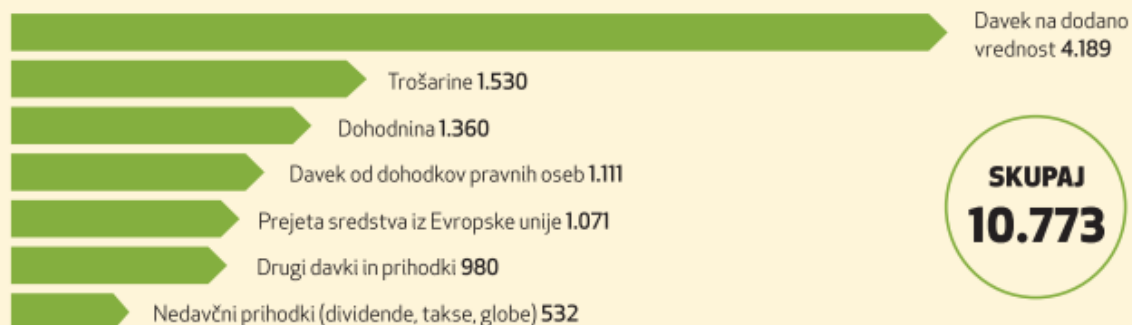 Davek na dodano
vrednost 4.189
Trošarine 1.530
Dohodnina 1.360
Davek od dohodkov pravnih oseb 1.111
Prejeta sredstva iz Evropske unije 1.071
Drugi davki in prihodki 980
Nedavčni prihodki (dividende, takse, globe) 532
SKUPAJ
10.773